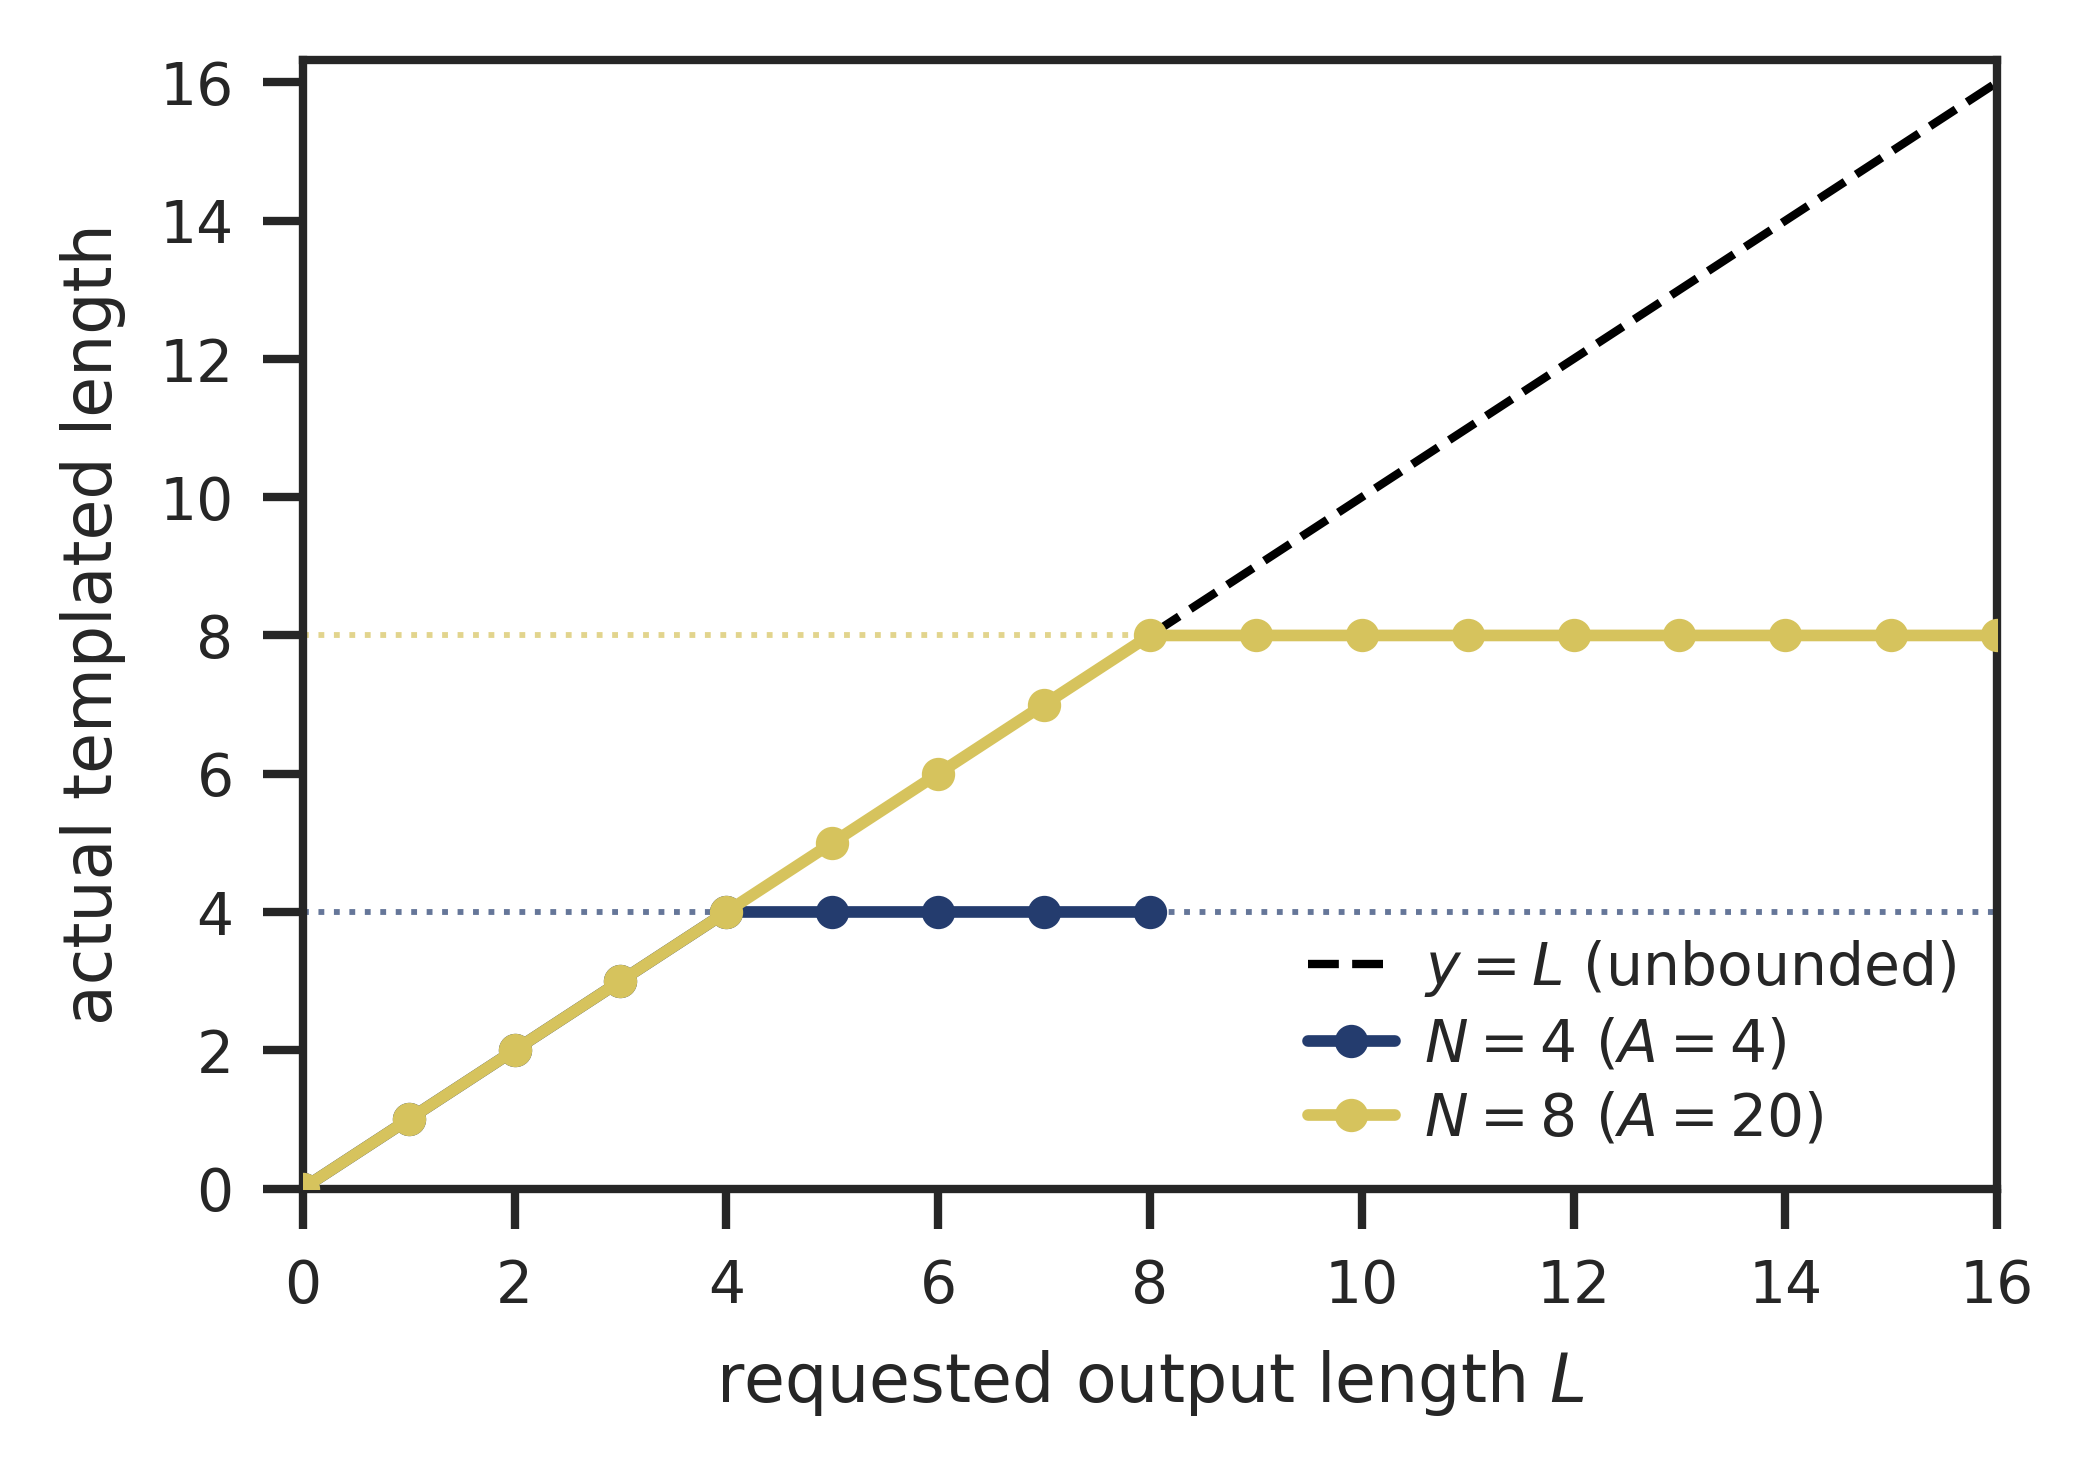 16
14
12
10
8
6
4
2
0
actual templated length
y = L (unbounded)
N = 4 (A = 4)
N = 8 (A = 20)
0 2 4 6 8 10 12 14 16
requested output length L